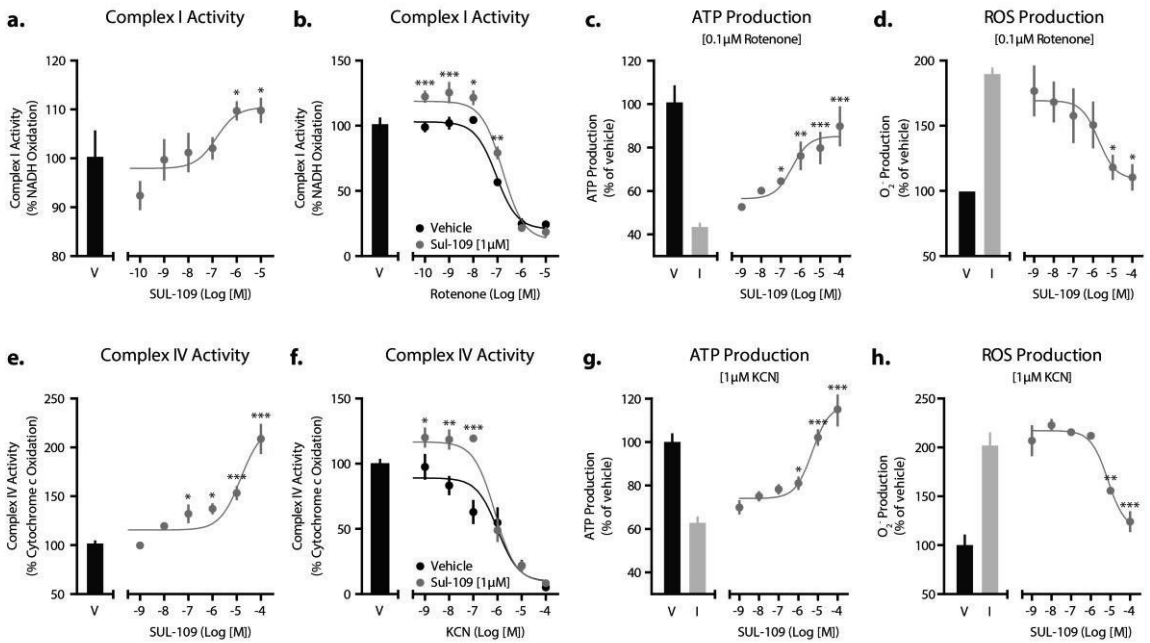 a. Complex I Activity
Complex I Activity
(% NADH Oxidation)
120
110
100
90
80
V
-10 -9 -8 -7 -6 -5
SUL-109 (Log [M])
* *
b. Complex I Activity
Complex I Activity
(% NADH Oxidation)
150
100
50
0
V
-10 -9 -8 -7 -6 -5
Rotenone (Log [M])
*** *** * **
Vehicle
Sul-109 [1µM]
c. ATP Production
[0.1µM Rotenone]
ATP Production
(% of vehicle)
120
100
80
60
40
V I
-9 -8 -7 -6 -5 -4
SUL-109 (Log [M])
* ** *** ***
d. ROS Production
[0.1µM Rotenone]
O₂⁻ Production
(% of vehicle)
200
150
100
50
V I
-9 -8 -7 -6 -5 -4
SUL-109 (Log [M])
* *
e. Complex IV Activity
Complex IV Activity
(% Cytochrome c Oxidation)
250
200
150
100
50
V
-9 -8 -7 -6 -5 -4
SUL-109 (Log [M])
* * *** ***
f. Complex IV Activity
Complex IV Activity
(% Cytochrome c Oxidation)
150
100
50
0
V
-9 -8 -7 -6 -5 -4
KCN (Log [M])
* ** ***
Vehicle
Sul-109 [1µM]
g. ATP Production
[1µM KCN]
ATP Production
(% of vehicle)
120
100
80
60
40
V I
-9 -8 -7 -6 -5 -4
SUL-109 (Log [M])
* *** ***
h. ROS Production
[1µM KCN]
O₂⁻ Production
(% of vehicle)
250
200
150
100
50
V I
-9 -8 -7 -6 -5 -4
SUL-109 (Log [M])
** ***